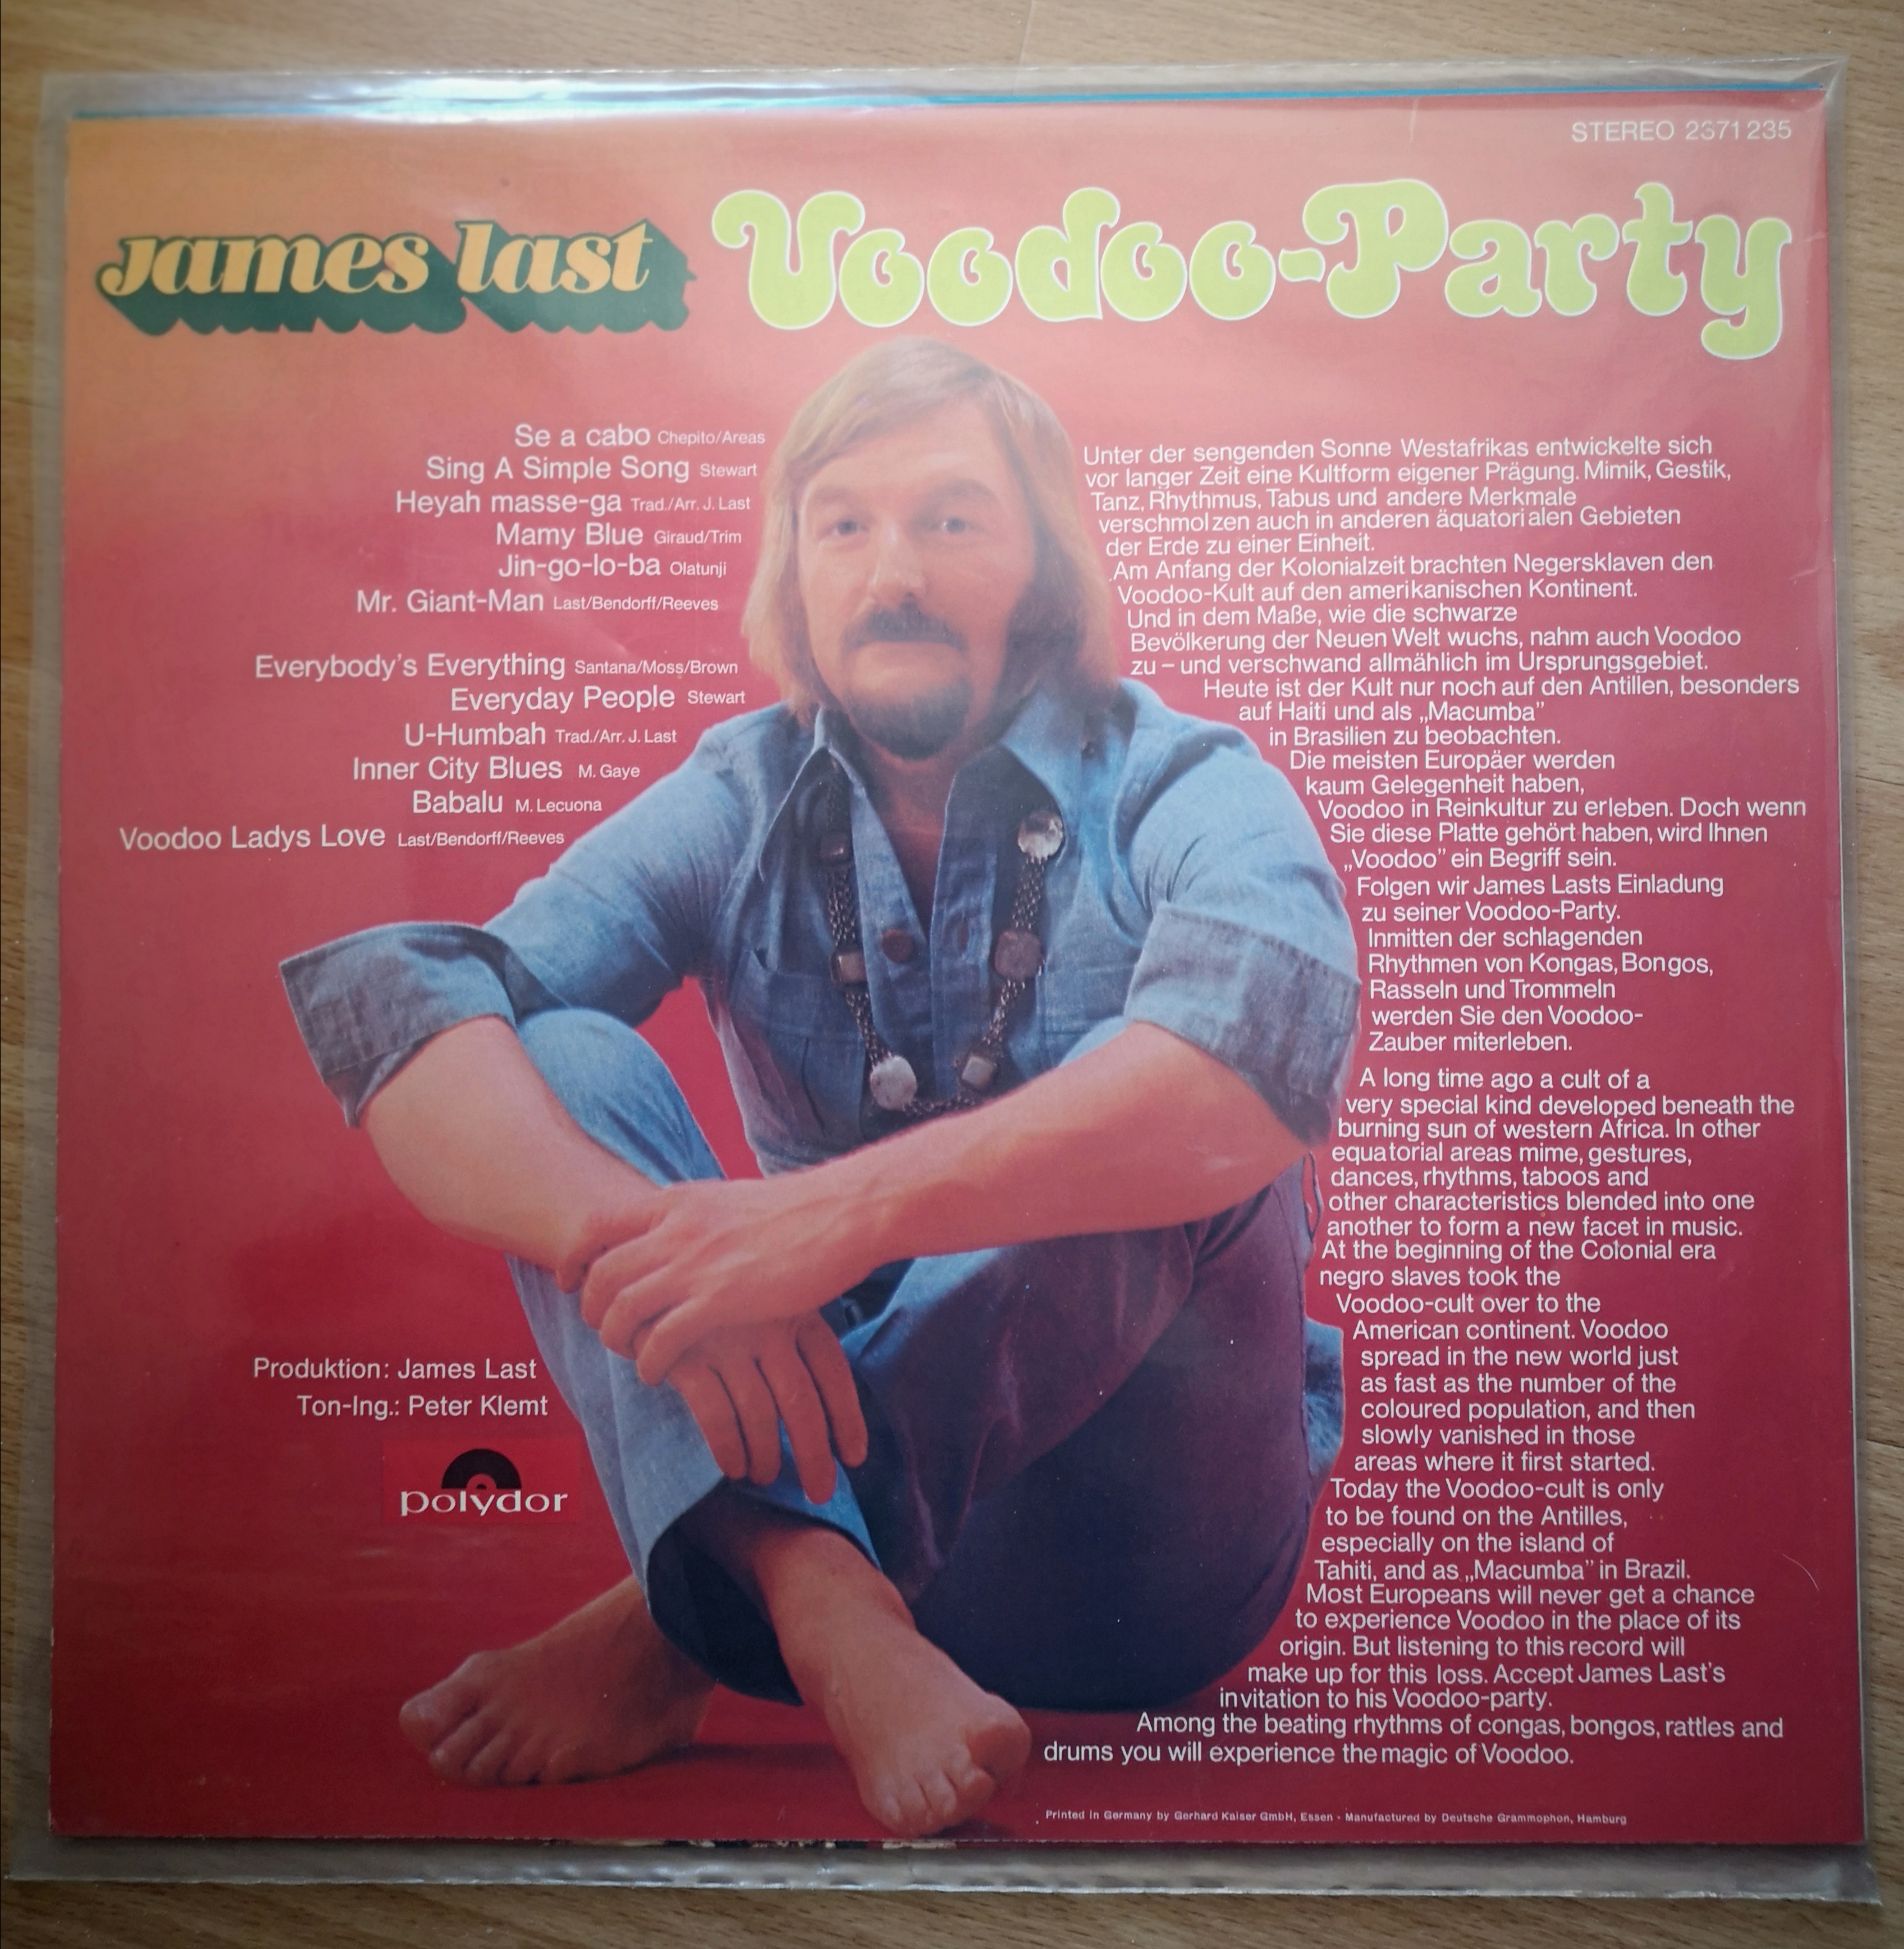 STEREO 2371 235
james last Voodoo-Party
Se a cabo Chepito/Areas
Sing A Simple Song Stewart
Heyah masse-ga Trad./Arr. J. Last
Mamy Blue Giraud/Trim
Jin-go-lo-ba Olatunji
Mr. Giant-Man Last/Bendorff/Reeves
Everybody's Everything Santana/Moss/Brown
Everyday People Stewart
U-Humbah Trad./Arr. J. Last
Inner City Blues M. Gaye
Babalu M. Lecuona
Voodoo Ladys Love Last/Bendorff/Reeves
Produktion: James Last
Ton-Ing.: Peter Klemt
polydor
Unter der sengenden Sonne Westafrikas entwickelte sich
vor langer Zeit eine Kultform eigener Prägung. Mimik, Gestik,
Tanz, Rhythmus, Tabus und andere Merkmale
verschmolzen auch in anderen äquatorialen Gebieten
der Erde zu einer Einheit.
Am Anfang der Kolonialzeit brachten Negersklaven den
Voodoo-Kult auf den amerikanischen Kontinent.
Und in dem Maße, wie die schwarze
Bevölkerung der Neuen Welt wuchs, nahm auch Voodoo
zu – und verschwand allmählich im Ursprungsgebiet.
Heute ist der Kult nur noch auf den Antillen, besonders
auf Haiti und als „Macumba”
in Brasilien zu beobachten.
Die meisten Europäer werden
kaum Gelegenheit haben,
Voodoo in Reinkultur zu erleben. Doch wenn
Sie diese Platte gehört haben, wird Ihnen
„Voodoo” ein Begriff sein.
Folgen wir James Lasts Einladung
zu seiner Voodoo-Party.
Inmitten der schlagenden
Rhythmen von Kongas, Bongos,
Rasseln und Trommeln
werden Sie den Voodoo-
Zauber miterleben.
A long time ago a cult of a
very special kind developed beneath the
burning sun of western Africa. In other
equatorial areas mime, gestures,
dances, rhythms, taboos and
other characteristics blended into one
another to form a new facet in music.
At the beginning of the Colonial era
negro slaves took the
Voodoo-cult over to the
American continent. Voodoo
spread in the new world just
as fast as the number of the
coloured population, and then
slowly vanished in those
areas where it first started.
Today the Voodoo-cult is only
to be found on the Antilles,
especially on the island of
Tahiti, and as „Macumba” in Brazil.
Most Europeans will never get a chance
to experience Voodoo in the place of its
origin. But listening to this record will
make up for this loss. Accept James Last's
invitation to his Voodoo-party.
Among the beating rhythms of congas, bongos, rattles and
drums you will experience the magic of Voodoo.
Printed in Germany by Gerhard Kaiser GmbH, Essen · Manufactured by Deutsche Grammophon, Hamburg